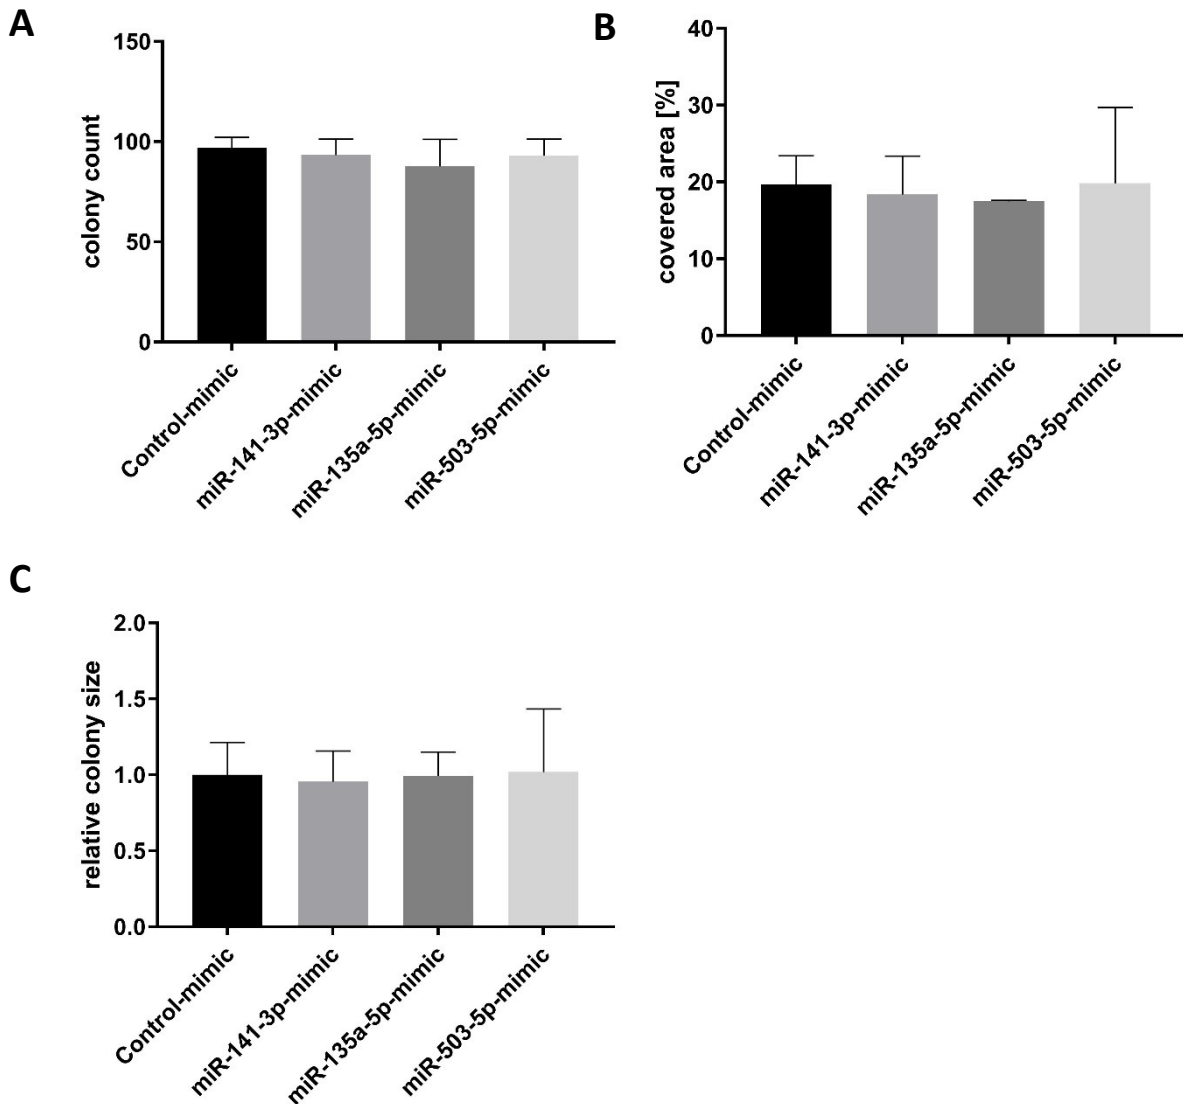 A
150
100
50
0
colony count
Control-mimic
miR-141-3p-mimic
miR-135a-5p-mimic
miR-503-5p-mimic
B
40
30
20
10
0
covered area [%]
Control-mimic
miR-141-3p-mimic
miR-135a-5p-mimic
miR-503-5p-mimic
C
2.0
1.5
1.0
0.5
0.0
relative colony size
Control-mimic
miR-141-3p-mimic
miR-135a-5p-mimic
miR-503-5p-mimic